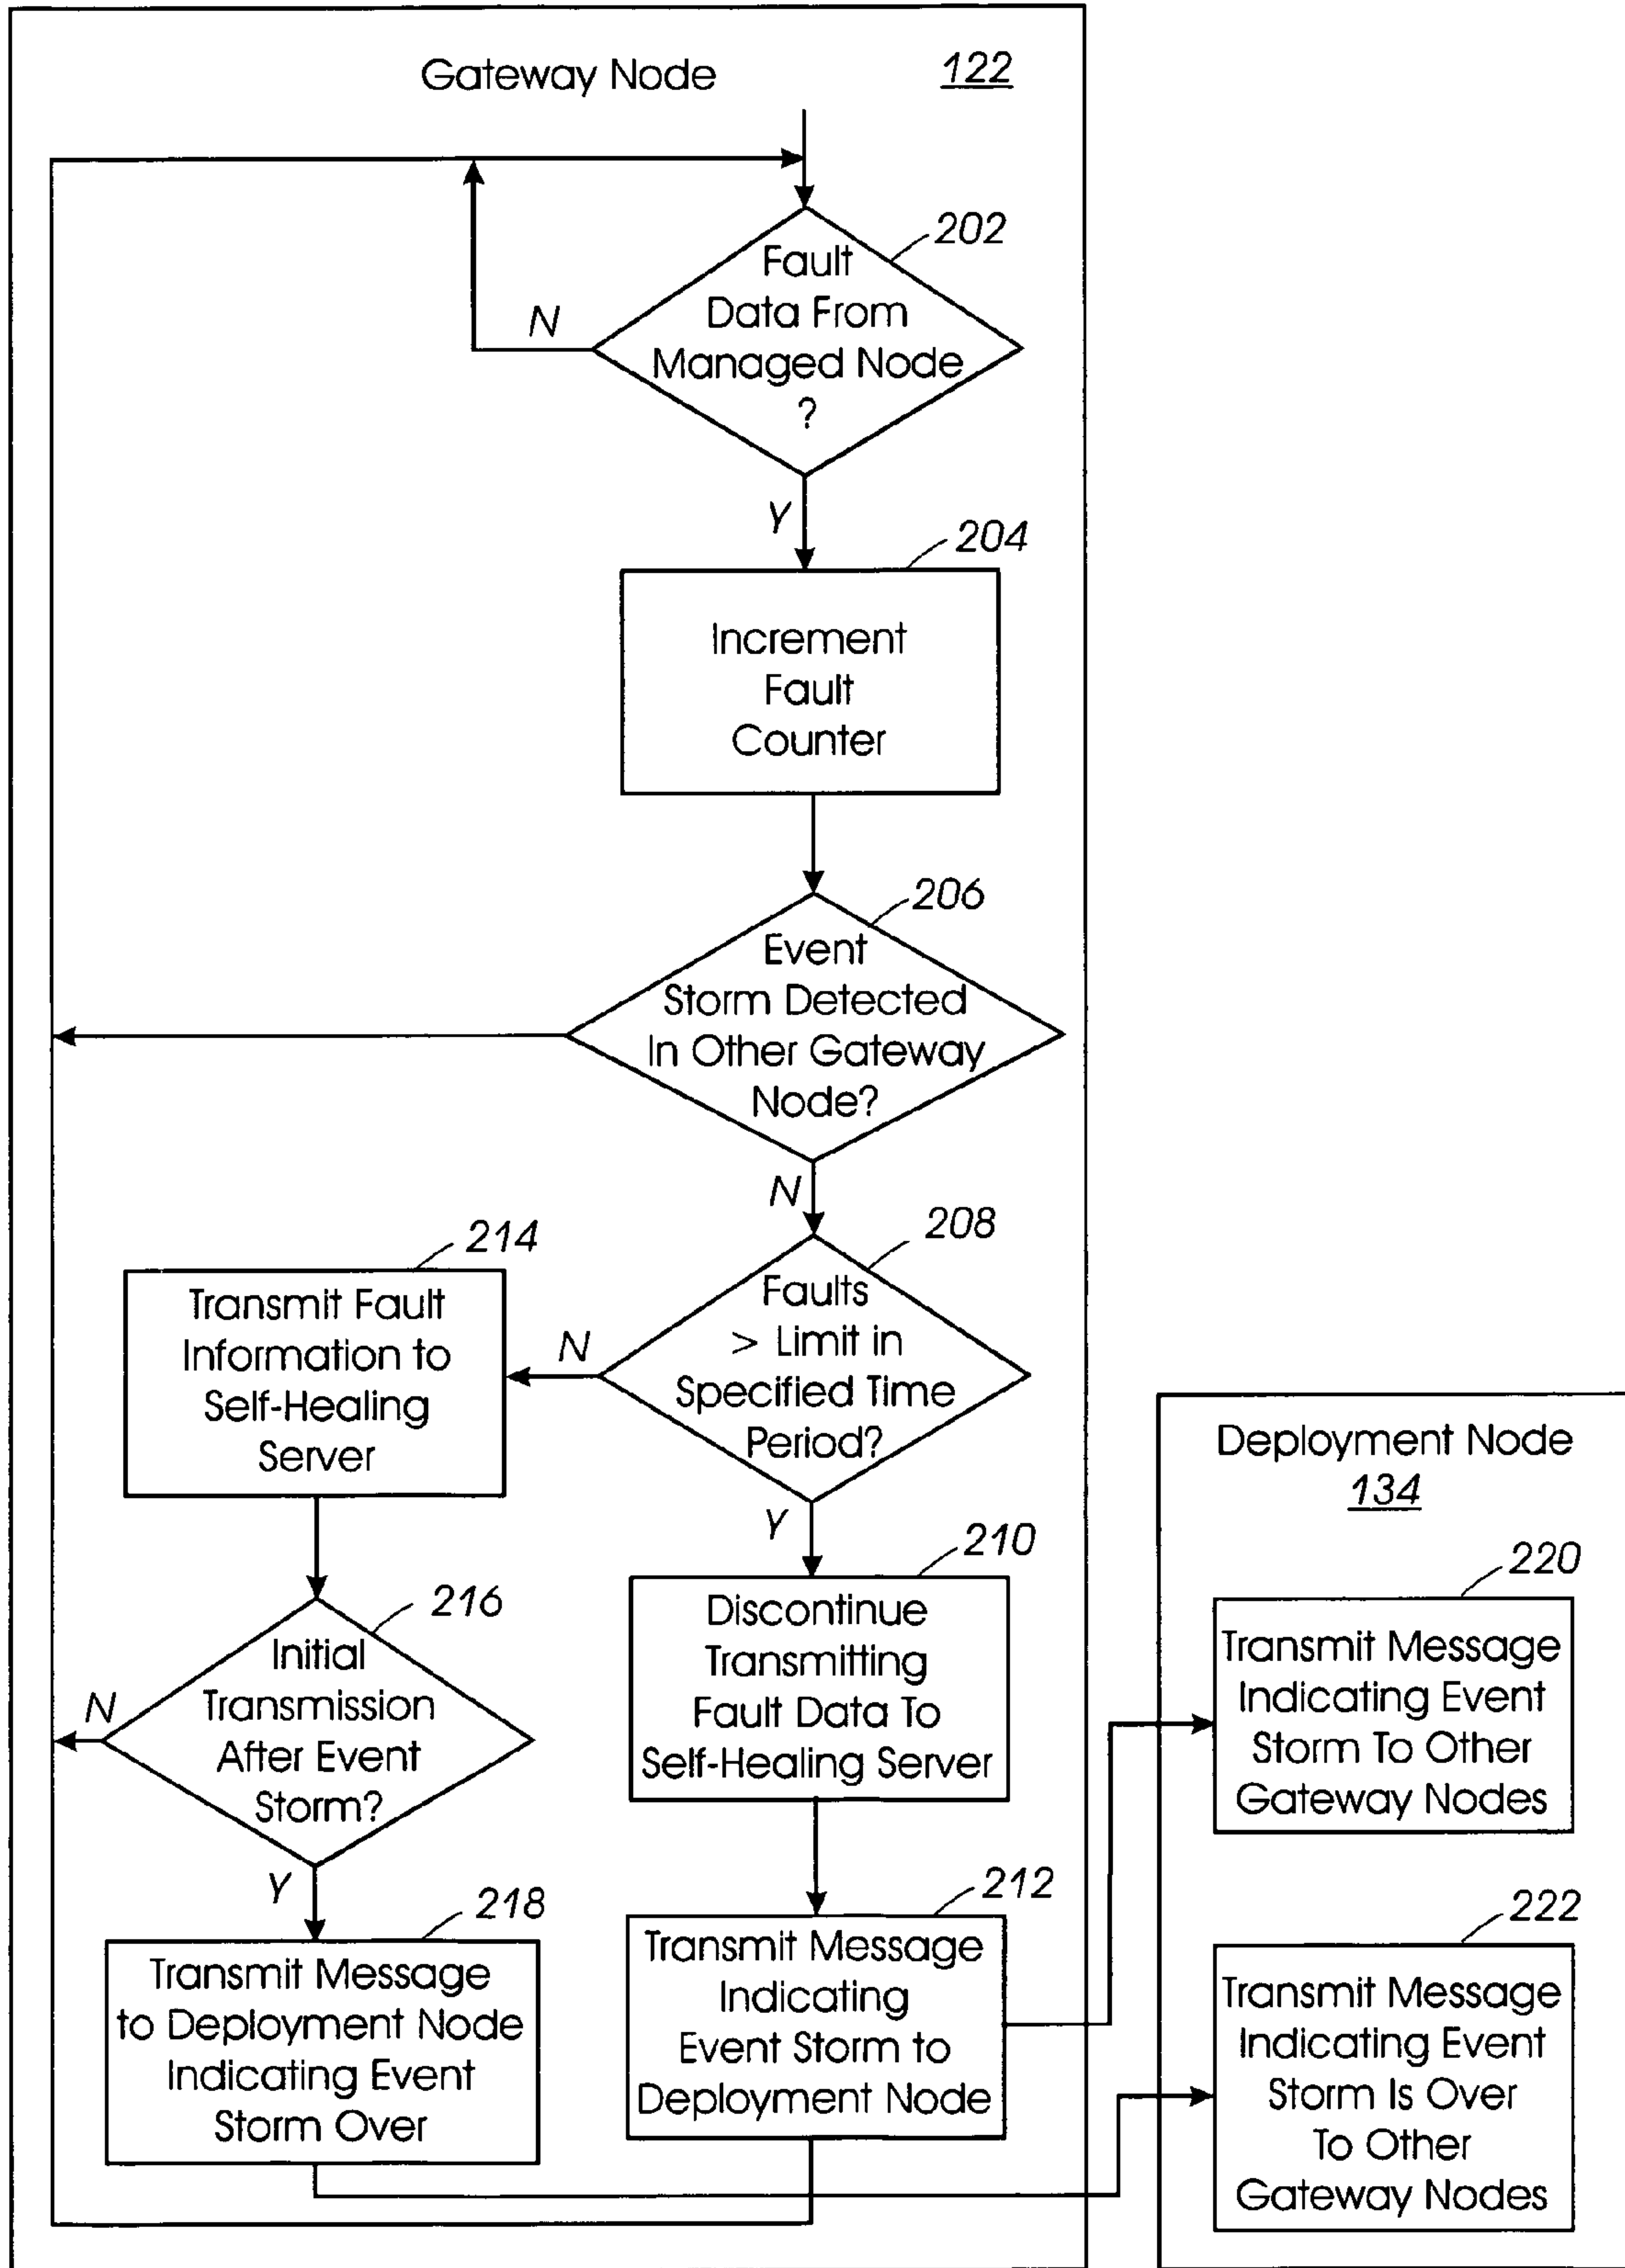 Gateway Node
122
202
Fault
Data From
Managed Node
?
N
Y
204
Increment
Fault
Counter
206
Event
Storm Detected
In Other Gateway
Node?
N
208
Faults
> Limit in
Specified Time
Period?
N
Y
214
Transmit Fault
Information to
Self-Healing
Server
216
Initial
Transmission
After Event
Storm?
N
Y
210
Discontinue
Transmitting
Fault Data To
Self-Healing Server
218
Transmit Message
to Deployment Node
Indicating Event
Storm Over
212
Transmit Message
Indicating
Event Storm to
Deployment Node
Deployment Node
134
220
Transmit Message
Indicating Event
Storm To Other
Gateway Nodes
222
Transmit Message
Indicating Event
Storm Is Over
To Other
Gateway Nodes